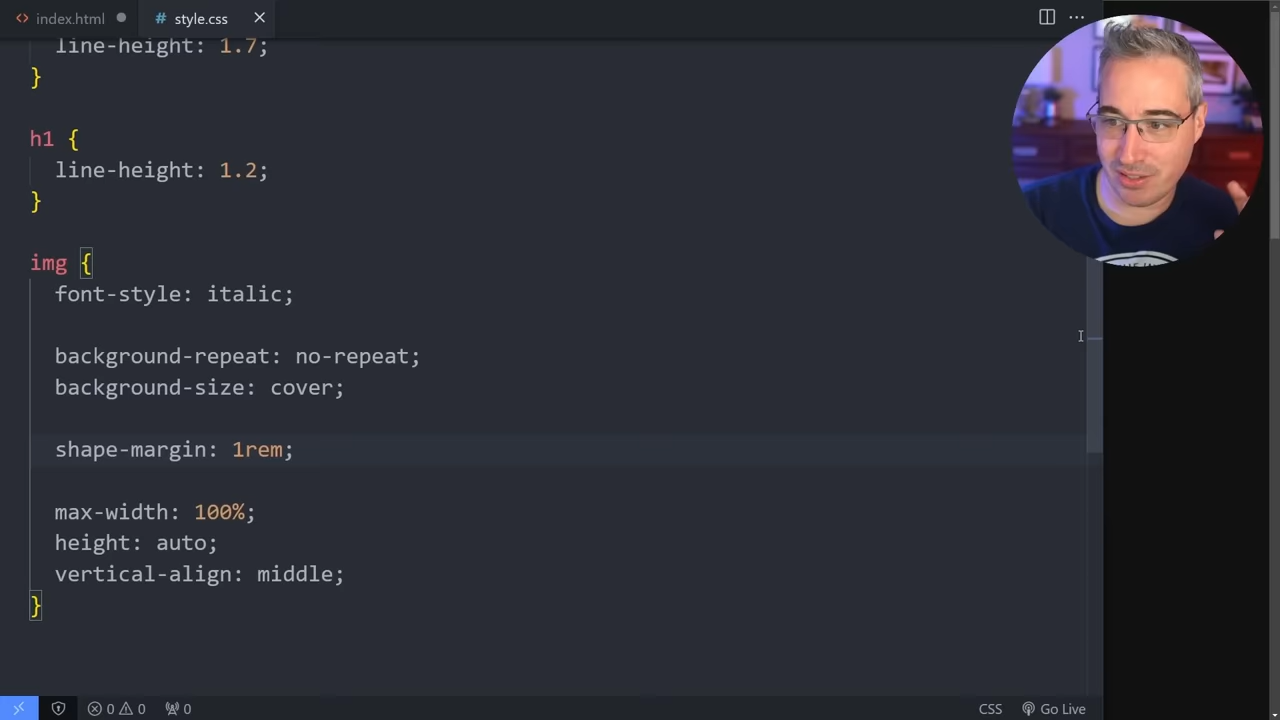 index.html
style.css
line-height: 1.7;
}
h1 {
line-height: 1.2;
}
img {
font-style: italic;
background-repeat: no-repeat;
background-size: cover;
shape-margin: 1rem;
max-width: 100%;
height: auto;
vertical-align: middle;
}
0 0 0 CSS Go Live